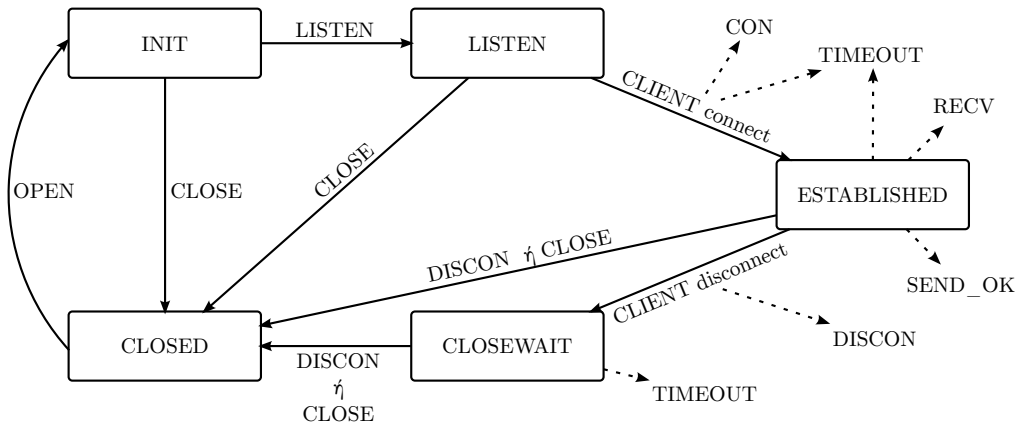 CON
INIT
LISTEN
LISTEN
TIMEOUT
CLIENT connect
RECV
OPEN
CLOSE
CLOSE
ESTABLISHED
DISCON ή CLOSE
CLIENT disconnect
SEND_OK
CLOSED
CLOSEWAIT
DISCON
DISCON
ή
CLOSE
TIMEOUT